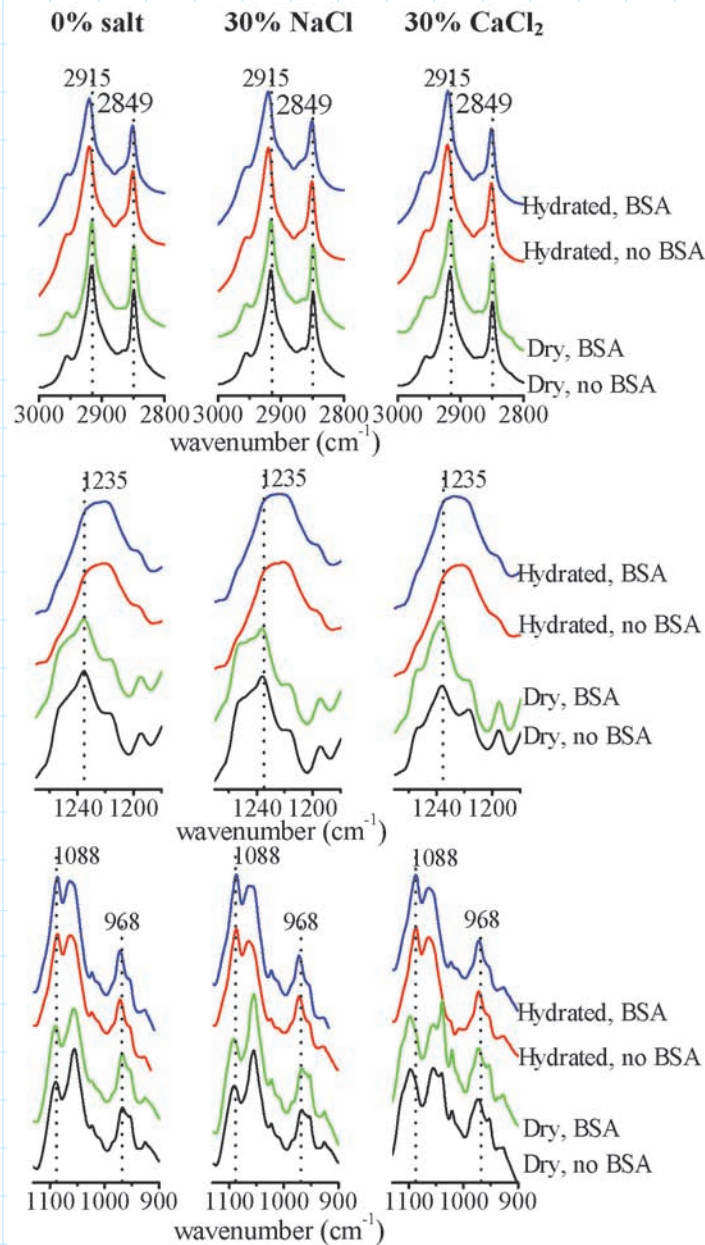 0% salt 30% NaCl 30% CaCl₂
2915 2915 2915
2849 2849 2849
Hydrated, BSA
Hydrated, no BSA
Dry, BSA
Dry, no BSA
3000 2900 2800 3000 2900 2800 3000 2900 2800
wavenumber (cm⁻¹)
1235 1235 1235
Hydrated, BSA
Hydrated, no BSA
Dry, BSA
Dry, no BSA
1240 1200 1240 1200 1240 1200
wavenumber (cm⁻¹)
1088 1088 1088
968 968 968
Hydrated, BSA
Hydrated, no BSA
Dry, BSA
Dry, no BSA
1100 1000 900 1100 1000 900 1100 1000 900
wavenumber (cm⁻¹)